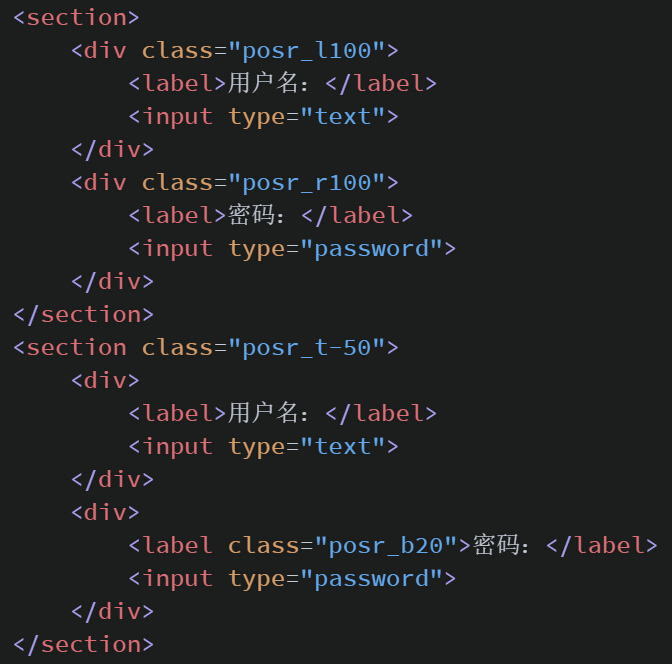 <section>
    <div class="posr_l100">
        <label>用户名：</label>
        <input type="text">
    </div>
    <div class="posr_r100">
        <label>密码：</label>
        <input type="password">
    </div>
</section>
<section class="posr_t-50">
    <div>
        <label>用户名：</label>
        <input type="text">
    </div>
    <div>
        <label class="posr_b20">密码：</label>
        <input type="password">
    </div>
</section>